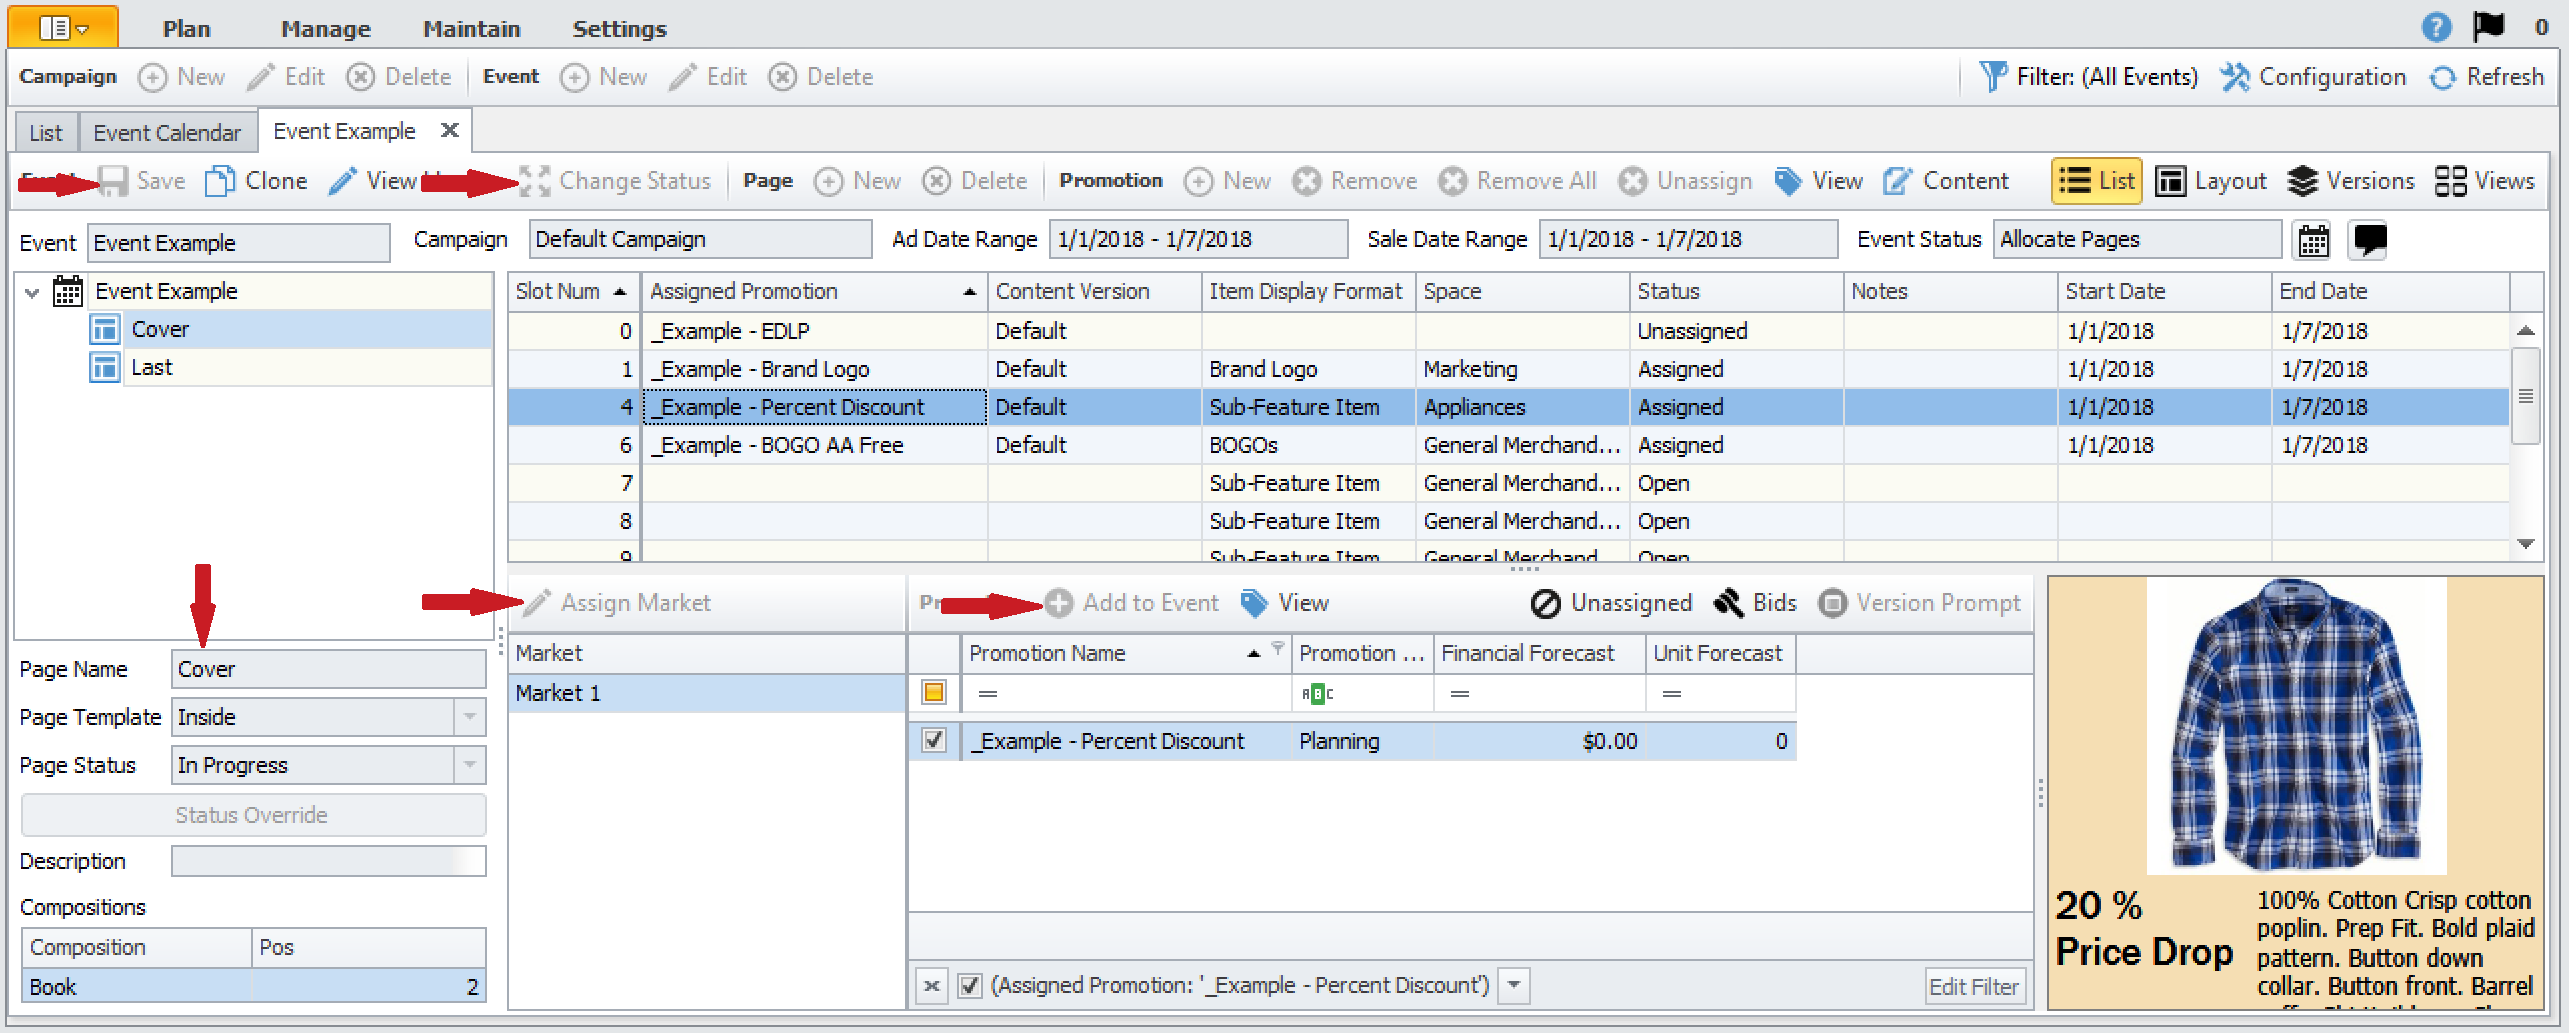 Plan Manage Maintain Settings 0
Campaign New Edit Delete Event New Edit Delete Filter: (All Events) Configuration Refresh
List Event Calendar Event Example
Save Clone View Change Status Page New Delete Promotion New Remove Remove All Unassign View Content List Layout Versions Views
Event Event Example Campaign Default Campaign Ad Date Range 1/1/2018 - 1/7/2018 Sale Date Range 1/1/2018 - 1/7/2018 Event Status Allocate Pages
Event Example
Cover
Last
Slot Num Assigned Promotion Content Version Item Display Format Space Status Notes Start Date End Date
0 _Example - EDLP Default Unassigned 1/1/2018 1/7/2018
1 _Example - Brand Logo Default Brand Logo Marketing Assigned 1/1/2018 1/7/2018
4 _Example - Percent Discount Default Sub-Feature Item Appliances Assigned 1/1/2018 1/7/2018
6 _Example - BOGO AA Free Default BOGOs General Merchand... Assigned 1/1/2018 1/7/2018
7 Sub-Feature Item General Merchand... Open
8 Sub-Feature Item General Merchand... Open
9 Sub-Feature Item General Merchand Open
Page Name Cover
Page Template Inside
Page Status In Progress
Status Override
Description
Compositions
Composition Pos
Book 2
Assign Market
Market
Market 1
Add to Event View Unassigned Bids Version Prompt
Promotion Name Promotion ... Financial Forecast Unit Forecast
= ABC = =
_Example - Percent Discount Planning $0.00 0
(Assigned Promotion: '_Example - Percent Discount') Edit Filter
20 %
Price Drop
100% Cotton Crisp cotton
poplin. Prep Fit. Bold plaid
pattern. Button down
collar. Button front. Barrel